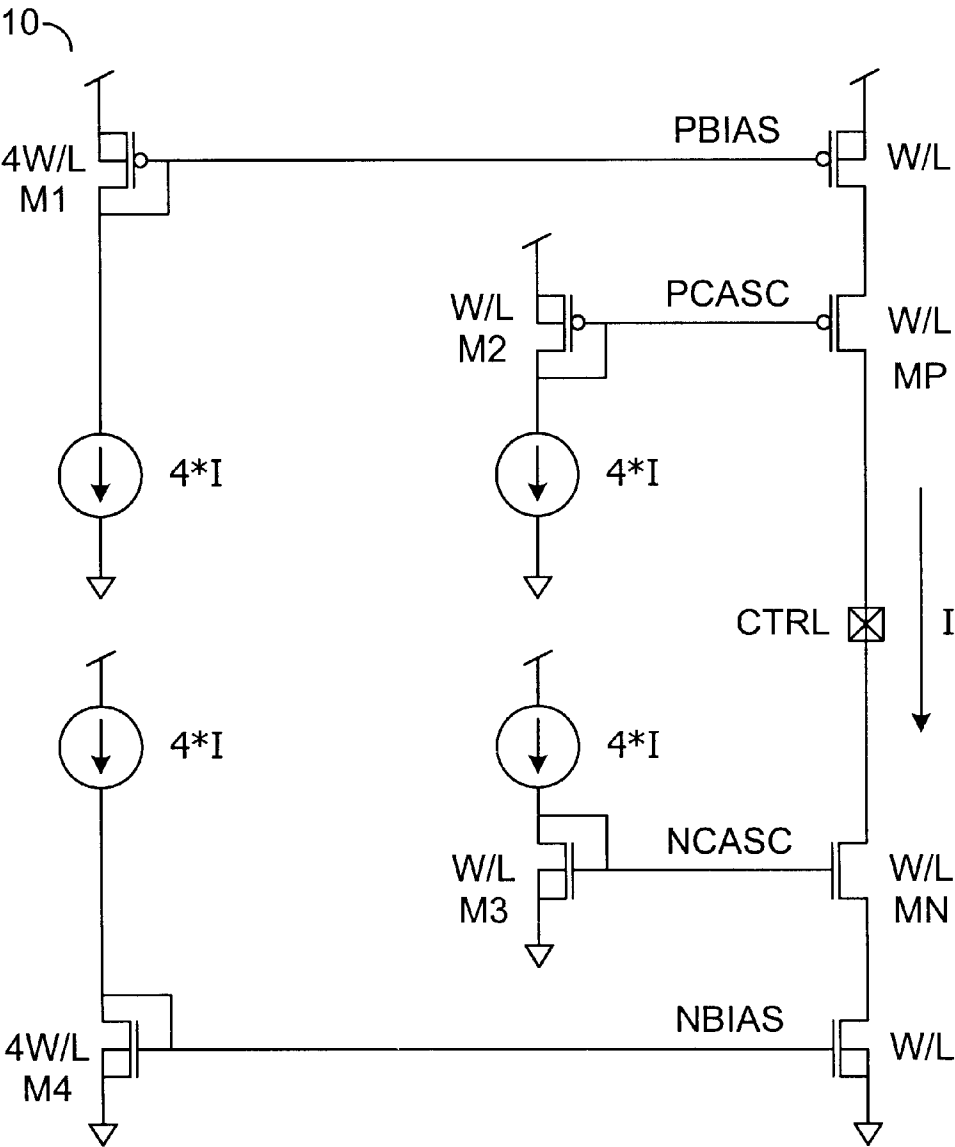 10
PBIAS
4W/L
M1
W/L
PCASC
W/L
M2
W/L
MP
4*I
4*I
CTRL
I
4*I
4*I
NCASC
W/L
M3
W/L
MN
NBIAS
4W/L
M4
W/L